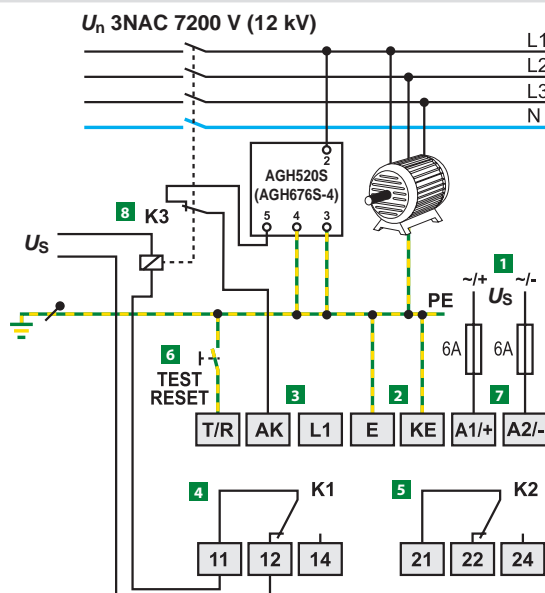 Un 3NAC 7200 V (12 kV)
L1
L2
L3
N
2
AGH520S
(AGH676S-4)
5 4 3
8 K3
US
1
~/+ US ~/-
PE
6A 6A
6
TEST
RESET
3 2 7
T/R AK L1 E KE A1/+ A2/-
4 K1 5 K2
11 12 14 21 22 24